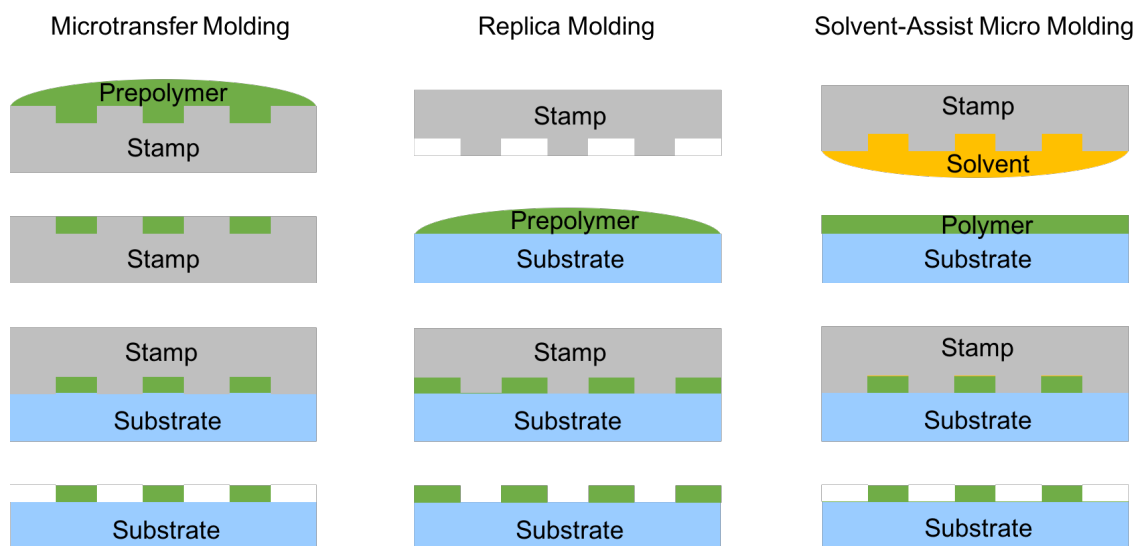 Microtransfer Molding
Prepolymer
Stamp
Stamp
Stamp
Substrate
Substrate
Replica Molding
Stamp
Prepolymer
Substrate
Stamp
Substrate
Substrate
Solvent-Assist Micro Molding
Stamp
Solvent
Polymer
Substrate
Stamp
Substrate
Substrate